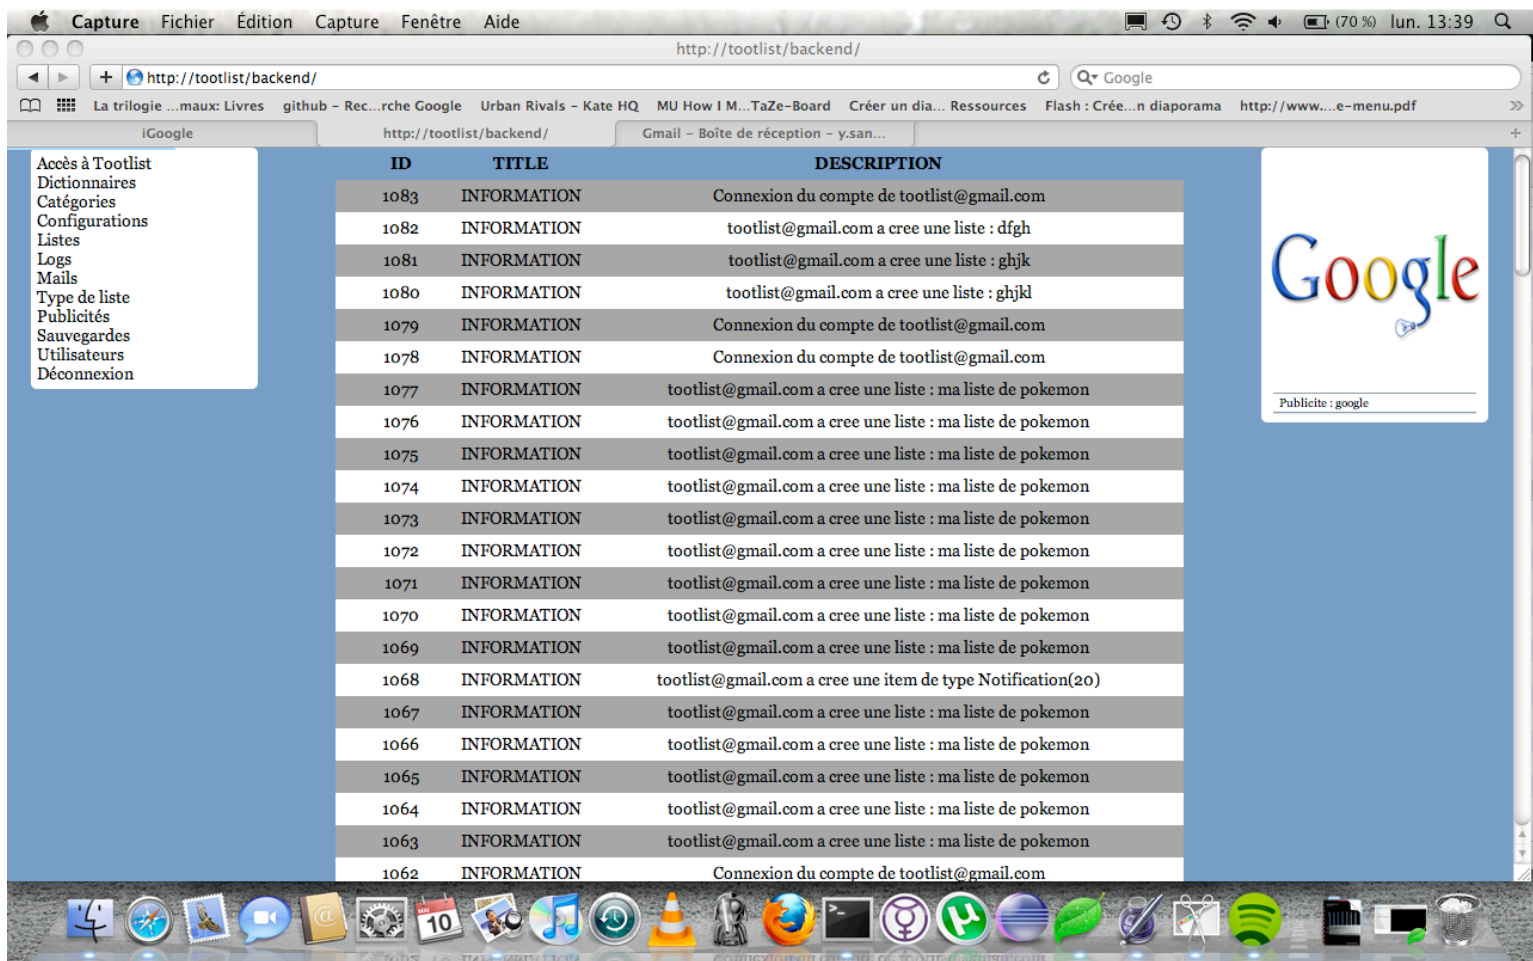 Capture Fichier Édition Capture Fenêtre Aide (70 %) lun. 13:39
http://tootlist/backend/
http://tootlist/backend/ Google
La trilogie ...maux: Livres github – Rec...rche Google Urban Rivals – Kate HQ MU How I M...TaZe-Board Créer un dia... Ressources Flash : Crée...n diaporama http://www....e-menu.pdf
iGoogle http://tootlist/backend/ Gmail – Boîte de réception – y.san...
Accès à Tootlist
Dictionnaires
Catégories
Configurations
Listes
Logs
Mails
Type de liste
Publicités
Sauvegardes
Utilisateurs
Déconnexion
ID TITLE DESCRIPTION
1083 INFORMATION Connexion du compte de tootlist@gmail.com
1082 INFORMATION tootlist@gmail.com a cree une liste : dfgh
1081 INFORMATION tootlist@gmail.com a cree une liste : ghjk
1080 INFORMATION tootlist@gmail.com a cree une liste : ghjkl
1079 INFORMATION Connexion du compte de tootlist@gmail.com
1078 INFORMATION Connexion du compte de tootlist@gmail.com
1077 INFORMATION tootlist@gmail.com a cree une liste : ma liste de pokemon
1076 INFORMATION tootlist@gmail.com a cree une liste : ma liste de pokemon
1075 INFORMATION tootlist@gmail.com a cree une liste : ma liste de pokemon
1074 INFORMATION tootlist@gmail.com a cree une liste : ma liste de pokemon
1073 INFORMATION tootlist@gmail.com a cree une liste : ma liste de pokemon
1072 INFORMATION tootlist@gmail.com a cree une liste : ma liste de pokemon
1071 INFORMATION tootlist@gmail.com a cree une liste : ma liste de pokemon
1070 INFORMATION tootlist@gmail.com a cree une liste : ma liste de pokemon
1069 INFORMATION tootlist@gmail.com a cree une liste : ma liste de pokemon
1068 INFORMATION tootlist@gmail.com a cree une item de type Notification(20)
1067 INFORMATION tootlist@gmail.com a cree une liste : ma liste de pokemon
1066 INFORMATION tootlist@gmail.com a cree une liste : ma liste de pokemon
1065 INFORMATION tootlist@gmail.com a cree une liste : ma liste de pokemon
1064 INFORMATION tootlist@gmail.com a cree une liste : ma liste de pokemon
1063 INFORMATION tootlist@gmail.com a cree une liste : ma liste de pokemon
1062 INFORMATION Connexion du compte de tootlist@gmail.com
Google
Publicite : google
MAI
10